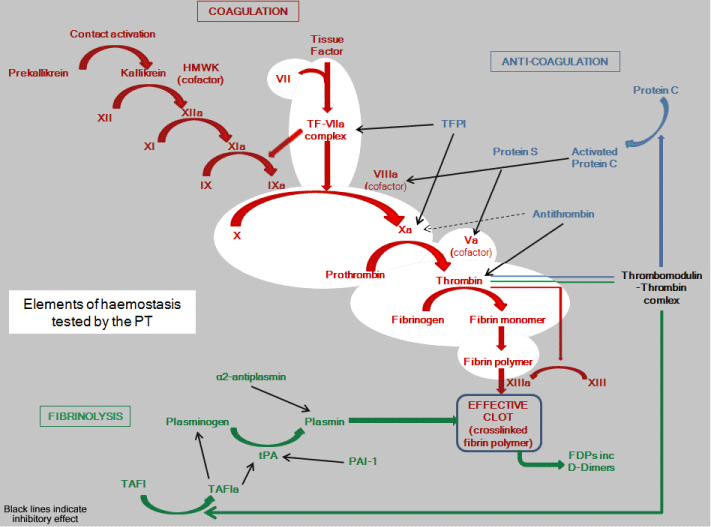 COAGULATION
Contact activation
Tissue
Factor
Prekallikrein
Kallikrein
HMWK
(cofactor)
VII
ANTI-COAGULATION
Protein C
XII
XIIa
TF-VIIa
complex
TFPI
XI
XIa
Protein S
Activated
Protein C
IX
IXa
VIIIa
(cofactor)
X
Xa
Antithrombin
Va
(cofactor)
Prothrombin
Thrombin
Thrombomodulin
-Thrombin
comlex
Elements of haemostasis
tested by the PT
Fibrinogen
Fibrin monomer
Fibrin polymer
XIIIa
XIII
α2-antiplasmin
FIBRINOLYSIS
Plasminogen
Plasmin
EFFECTIVE
CLOT
(crosslinked
fibrin polymer)
tPA
PAI-1
FDPs inc
D-Dimers
TAFI
TAFIa
Black lines indicate
inhibitory effect